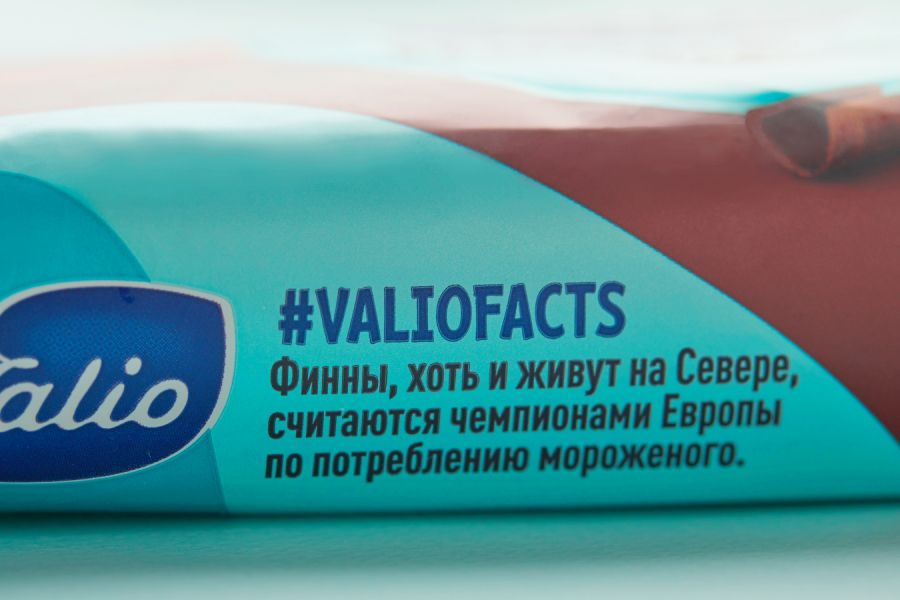 #VALIOFACTS
Финны, хоть и живут на Севере,
считаются чемпионами Европы
по потреблению мороженого.
Valio